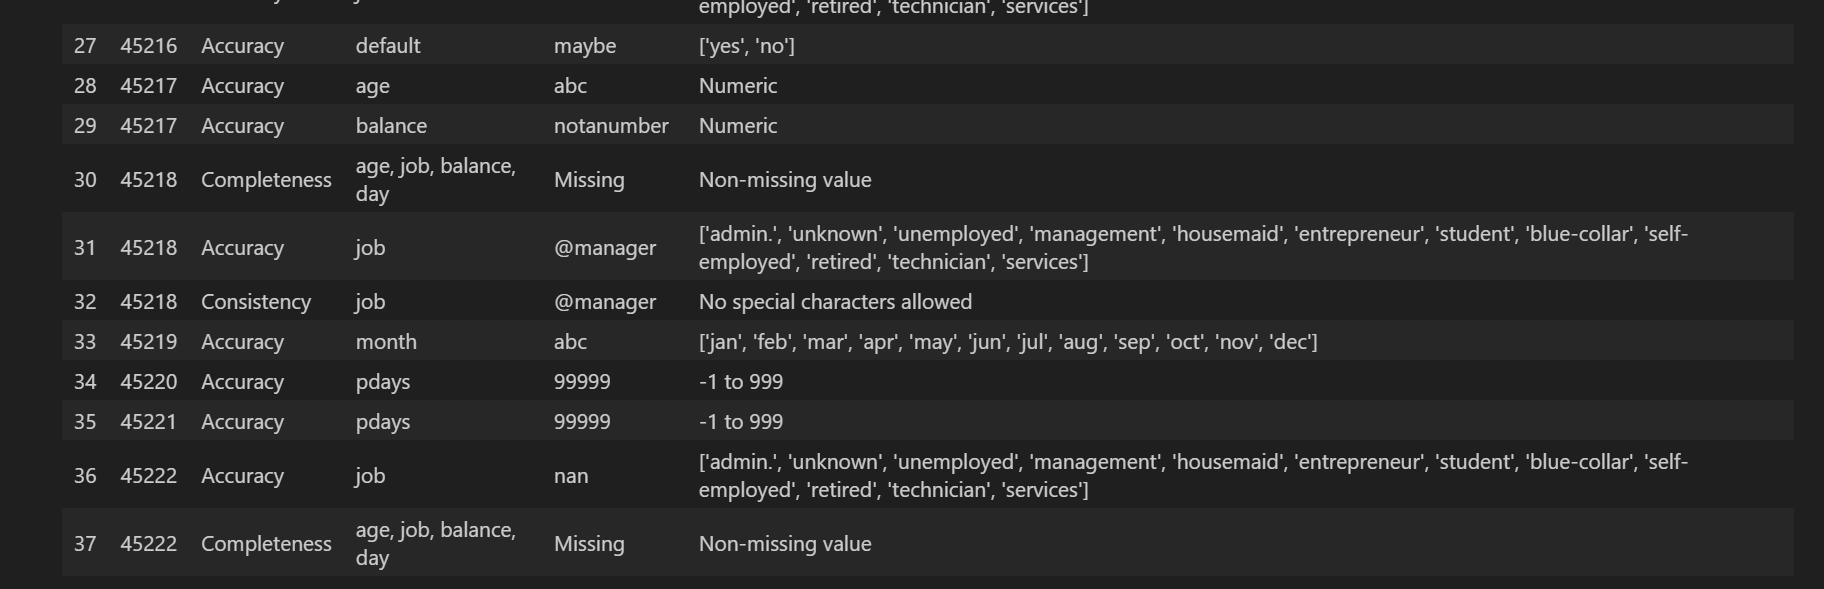 employed', 'retired', 'technician', 'services']
27 45216 Accuracy default maybe ['yes', 'no']
28 45217 Accuracy age abc Numeric
29 45217 Accuracy balance notanumber Numeric
30 45218 Completeness age, job, balance, day Missing Non-missing value
31 45218 Accuracy job @manager ['admin.', 'unknown', 'unemployed', 'management', 'housemaid', 'entrepreneur', 'student', 'blue-collar', 'self-
employed', 'retired', 'technician', 'services']
32 45218 Consistency job @manager No special characters allowed
33 45219 Accuracy month abc ['jan', 'feb', 'mar', 'apr', 'may', 'jun', 'jul', 'aug', 'sep', 'oct', 'nov', 'dec']
34 45220 Accuracy pdays 99999 -1 to 999
35 45221 Accuracy pdays 99999 -1 to 999
36 45222 Accuracy job nan ['admin.', 'unknown', 'unemployed', 'management', 'housemaid', 'entrepreneur', 'student', 'blue-collar', 'self-
employed', 'retired', 'technician', 'services']
37 45222 Completeness age, job, balance, day Missing Non-missing value